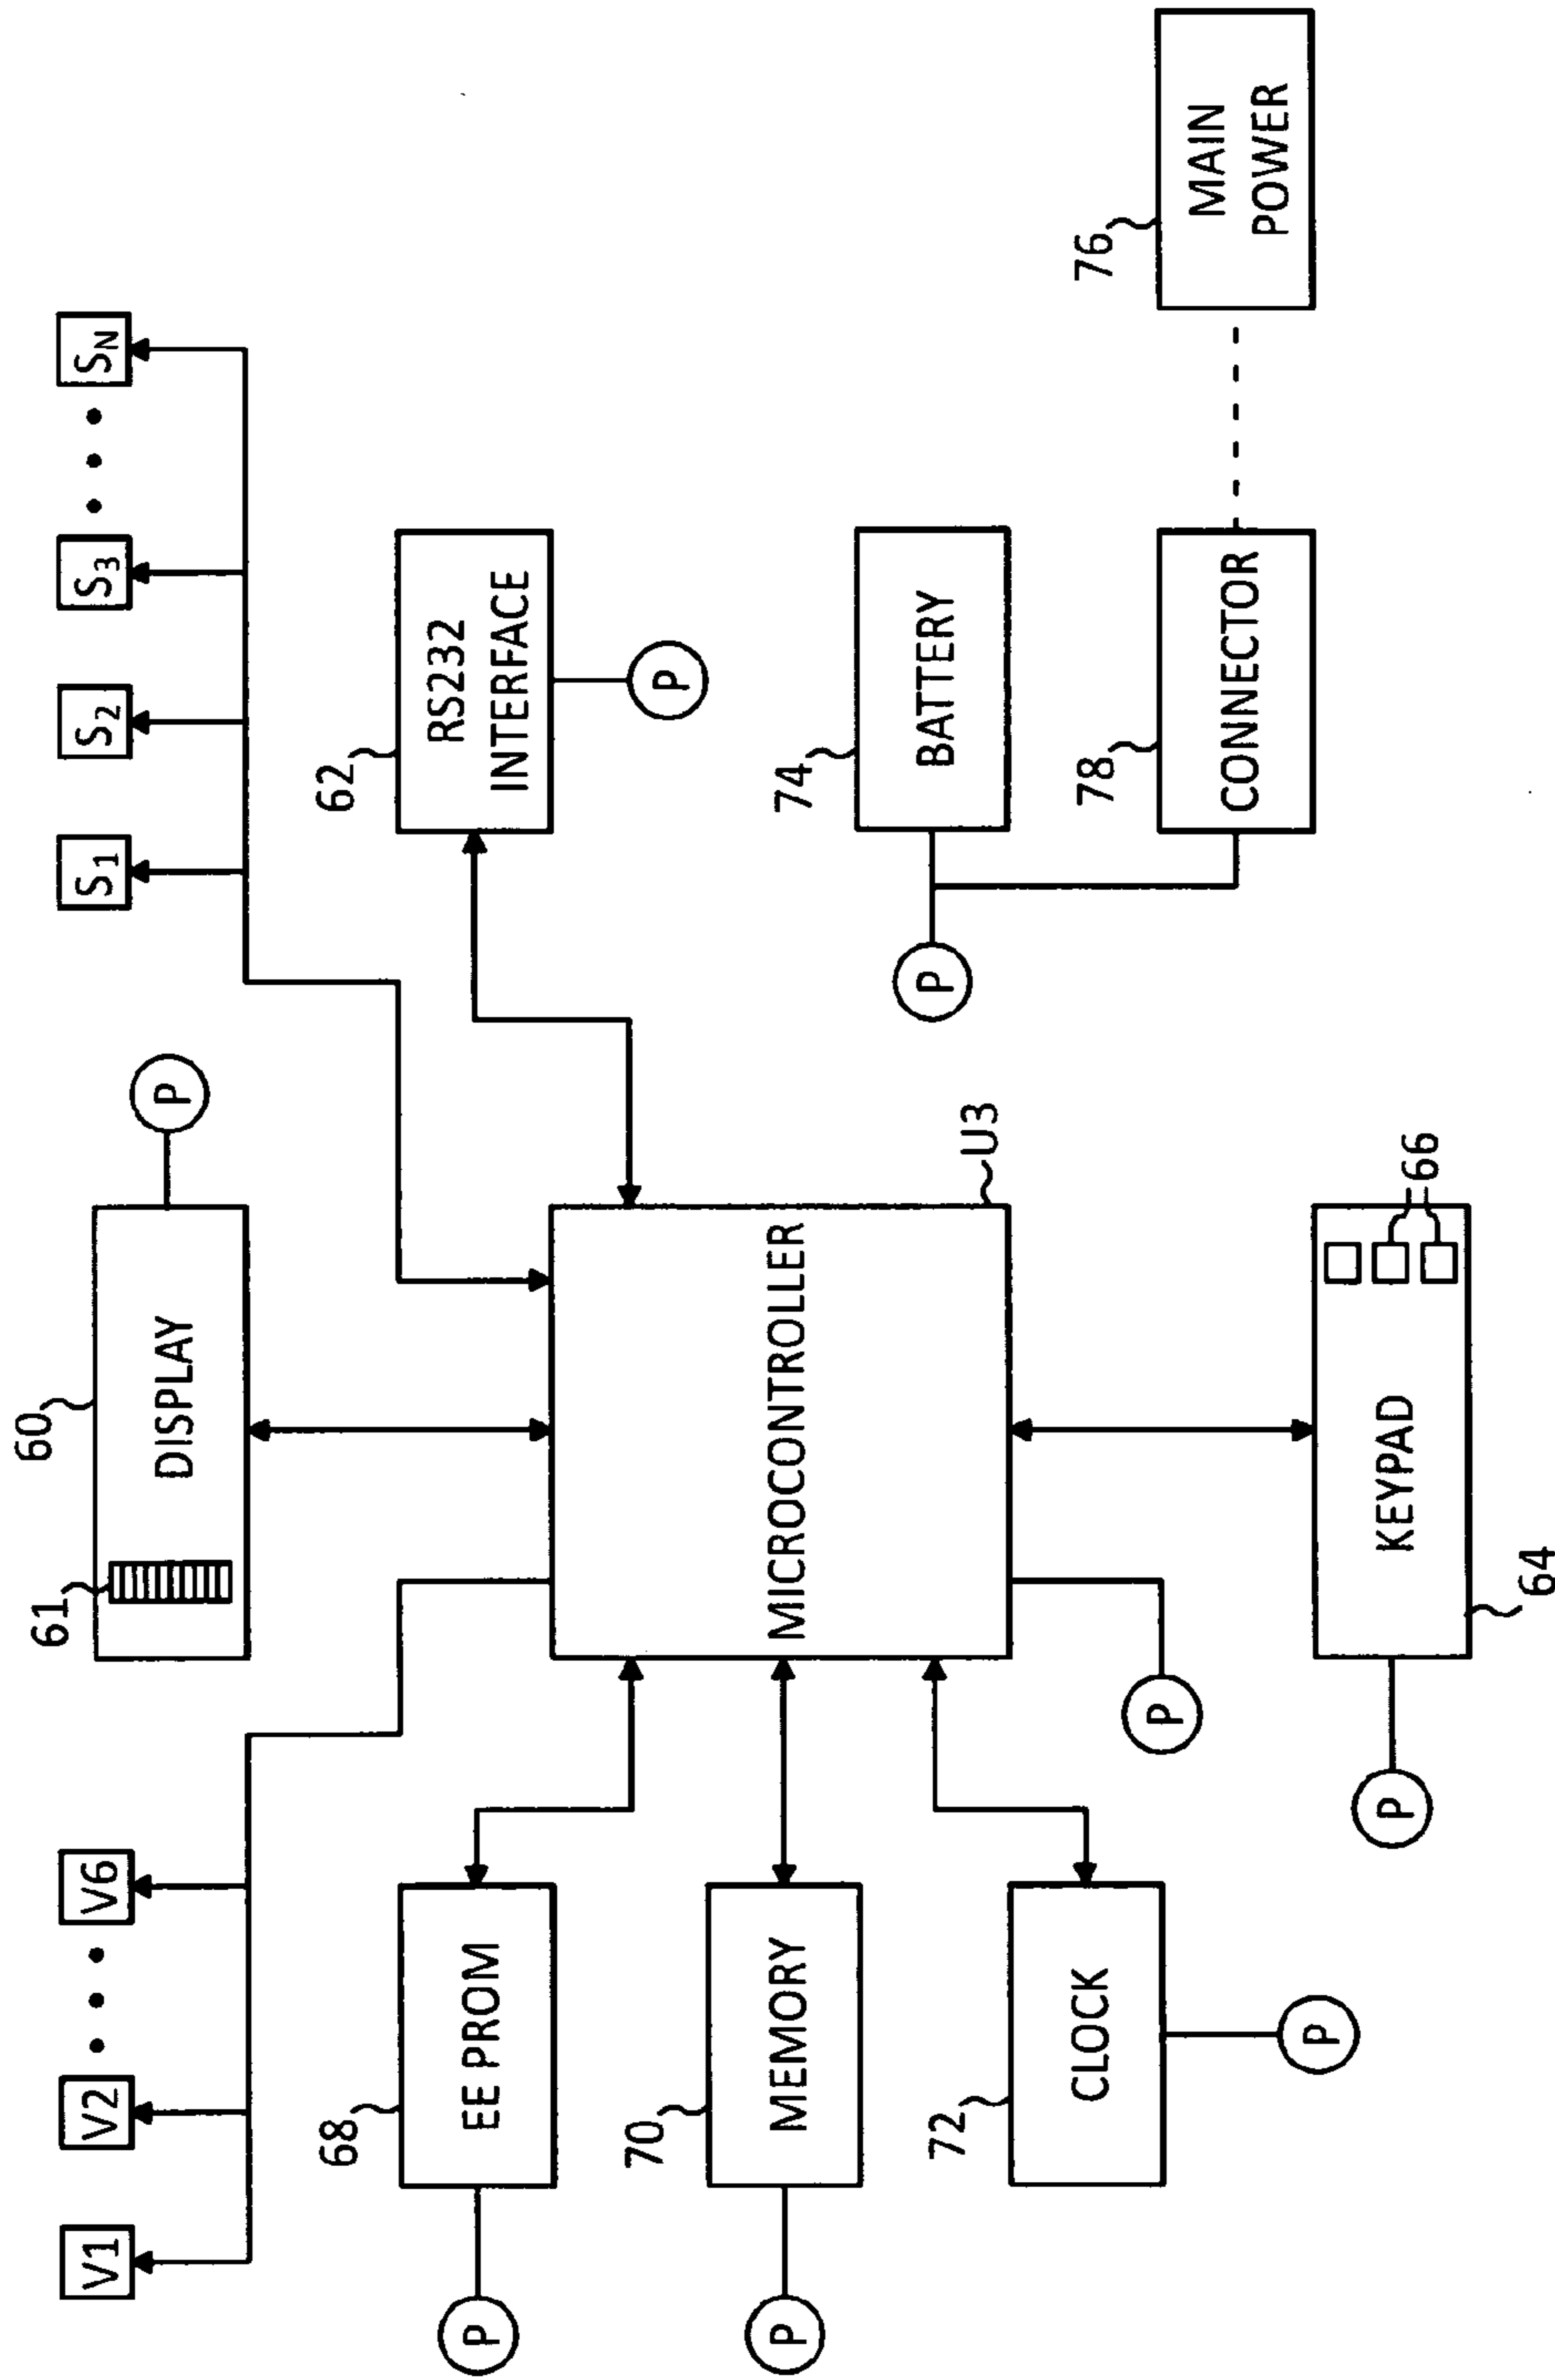 V1
V2
V6
S1
S2
S3
SN
60
61
DISPLAY
P
62
RS232
INTERFACE
P
68
EE PROM
P
70
MEMORY
P
72
CLOCK
P
MICROCONTROLLER
U3
P
74
BATTERY
P
78
CONNECTOR
76
MAIN
POWER
KEYPAD
66
64
P